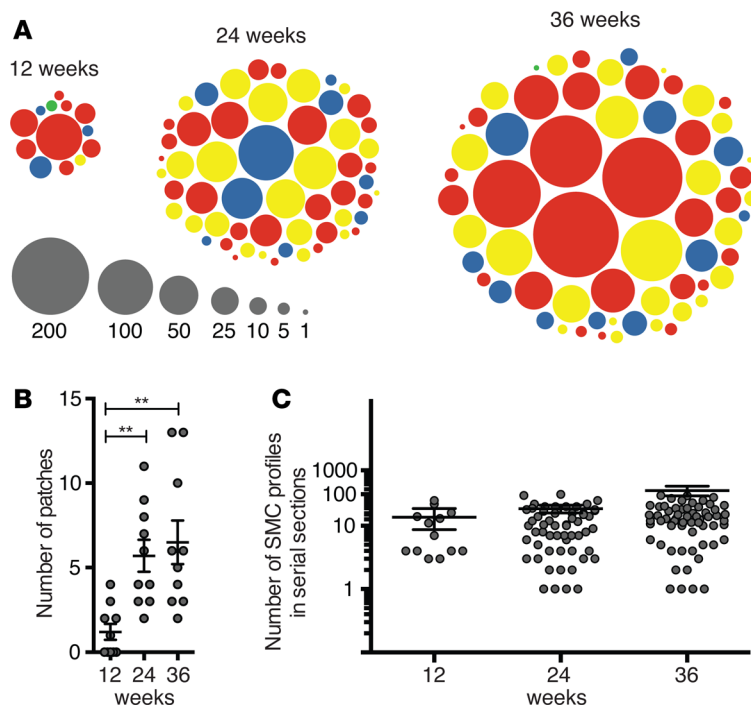 A
12 weeks
24 weeks
36 weeks
200 100 50 25 10 5 1
B
Number of patches
15
10
5
0
** 
**
12 24 36
weeks
C
Number of SMC profiles
in serial sections
1000
100
10
1
12 24 36
weeks